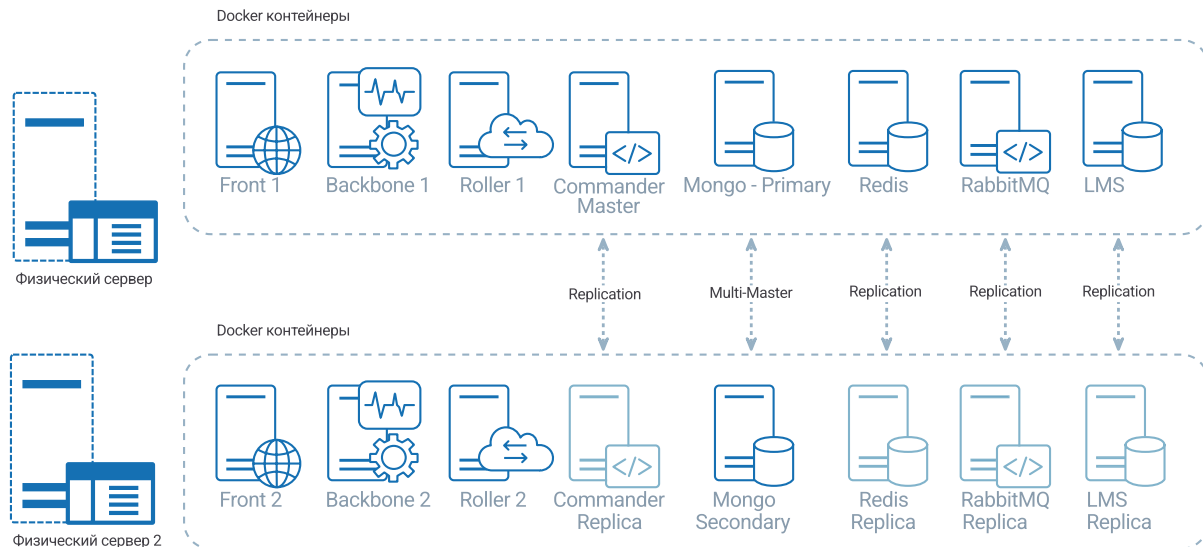 Docker контейнеры
Front 1
Backbone 1
Roller 1
Commander
Master
Mongo - Primary
Redis
RabbitMQ
LMS
Физический сервер
Replication
Multi-Master
Replication
Replication
Replication
Docker контейнеры
Front 2
Backbone 2
Roller 2
Commander
Replica
Mongo
Secondary
Redis
Replica
RabbitMQ
Replica
LMS
Replica
Физический сервер 2